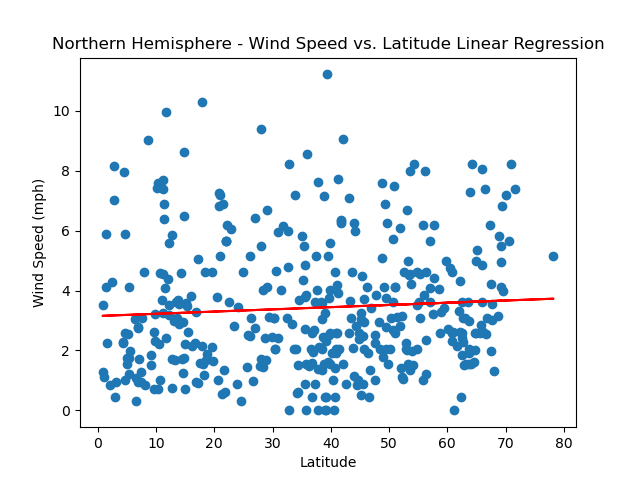 Northern Hemisphere - Wind Speed vs. Latitude Linear Regression
Wind Speed (mph)
10
8
6
4
2
0
0 10 20 30 40 50 60 70 80
Latitude